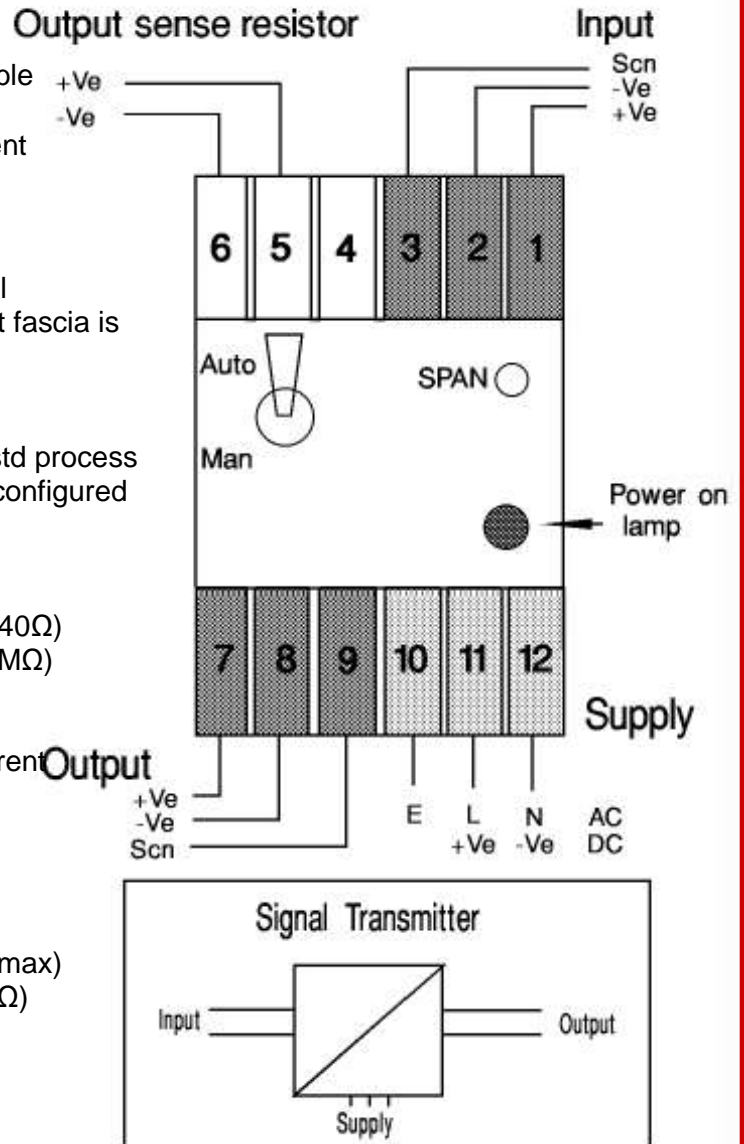 Output sense resistor Input
ble
+Ve
-Ve
ent
Scn
-Ve
+Ve
6 5 4 3 2 1
l
t fascia is
Auto
SPAN
Man
std process
configured
Power on
lamp
40Ω)
MΩ)
7 8 9 10 11 12
Supply
rent
Output
+Ve
-Ve
Scn
E L N AC
+Ve -Ve DC
Signal Transmitter
max)
Ω)
Input
Output
Supply